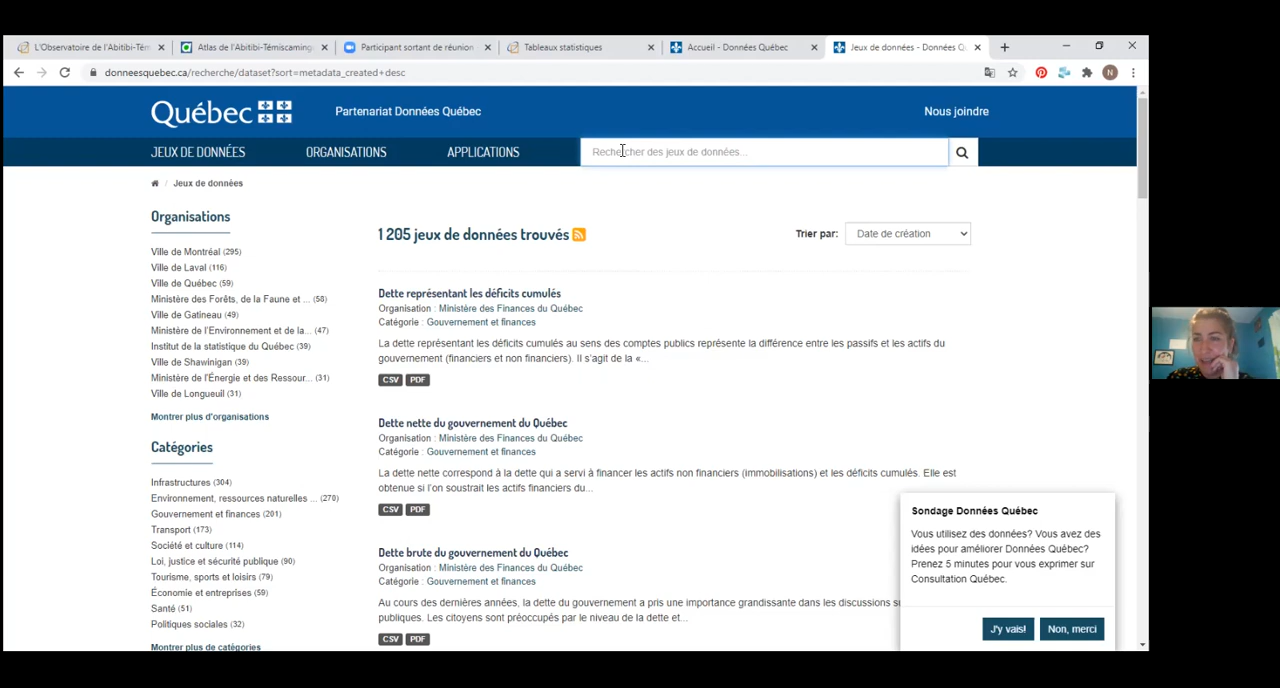 L'Observatoire de l'Abitibi-Tém
Atlas de l'Abitibi-Témiscaming
Participant sortant de réunion
Tableaux statistiques
Accueil - Données Québec
Jeux de données - Données Q
donneesquebec.ca/recherche/dataset?sort=metadata_created+desc
N
Québec
Partenariat Données Québec
Nous joindre
JEUX DE DONNÉES
ORGANISATIONS
APPLICATIONS
Rechercher des jeux de données...
/ Jeux de données
Organisations
Ville de Montréal (295)
Ville de Laval (116)
Ville de Québec (59)
Ministère des Forêts, de la Faune et ... (58)
Ville de Gatineau (49)
Ministère de l'Environnement et de la... (47)
Institut de la statistique du Québec (39)
Ville de Shawinigan (39)
Ministère de l'Énergie et des Ressour... (31)
Ville de Longueuil (31)
Montrer plus d'organisations
Catégories
Infrastructures (304)
Environnement, ressources naturelles ... (270)
Gouvernement et finances (201)
Transport (173)
Société et culture (114)
Loi, justice et sécurité publique (90)
Tourisme, sports et loisirs (79)
Économie et entreprises (59)
Santé (51)
Politiques sociales (32)
Montrer plus de catégories
1 205 jeux de données trouvés
Trier par:
Date de création
Dette représentant les déficits cumulés
Organisation : Ministère des Finances du Québec
Catégorie : Gouvernement et finances
La dette représentant les déficits cumulés au sens des comptes publics représente la différence entre les passifs et les actifs du
gouvernement (financiers et non financiers). Il s'agit de la «...
CSV PDF
Dette nette du gouvernement du Québec
Organisation : Ministère des Finances du Québec
Catégorie : Gouvernement et finances
La dette nette correspond à la dette qui a servi à financer les actifs non financiers (immobilisations) et les déficits cumulés. Elle est
obtenue si l'on soustrait les actifs financiers du...
CSV PDF
Dette brute du gouvernement du Québec
Organisation : Ministère des Finances du Québec
Catégorie : Gouvernement et finances
Au cours des dernières années, la dette du gouvernement a pris une importance grandissante dans les discussions
publiques. Les citoyens sont préoccupés par le niveau de la dette et...
CSV PDF
Sondage Données Québec
Vous utilisez des données? Vous avez des
idées pour améliorer Données Québec?
Prenez 5 minutes pour vous exprimer sur
Consultation Québec.
J'y vais!
Non, merci